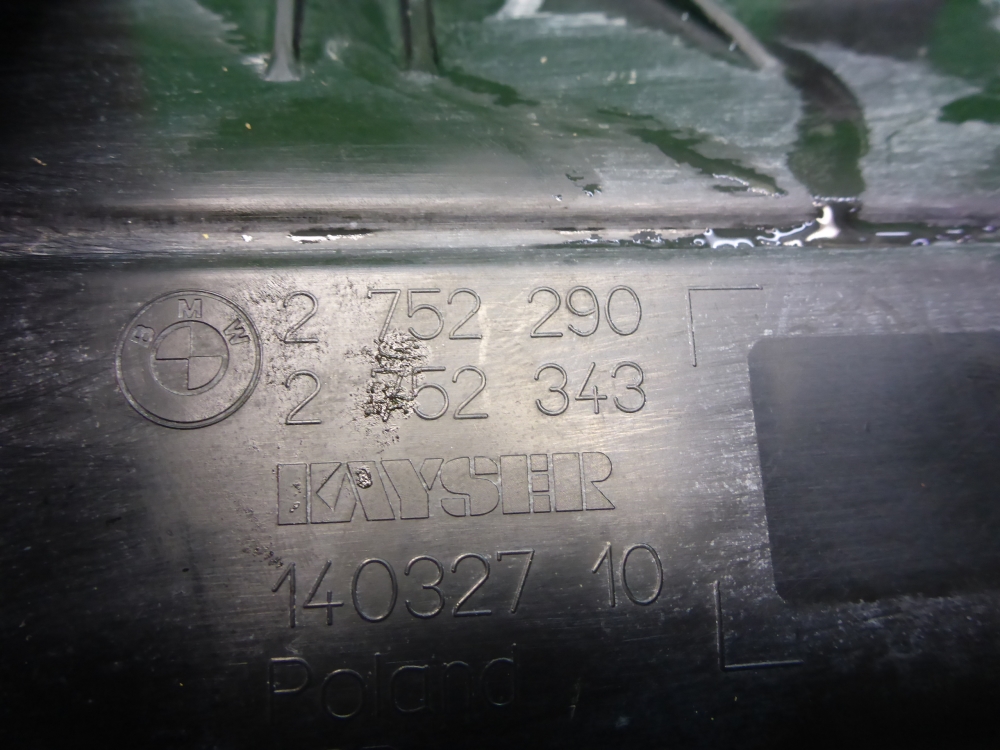 BMW
2 752 290
2 752 343
KAYSER
140327 10
Poland